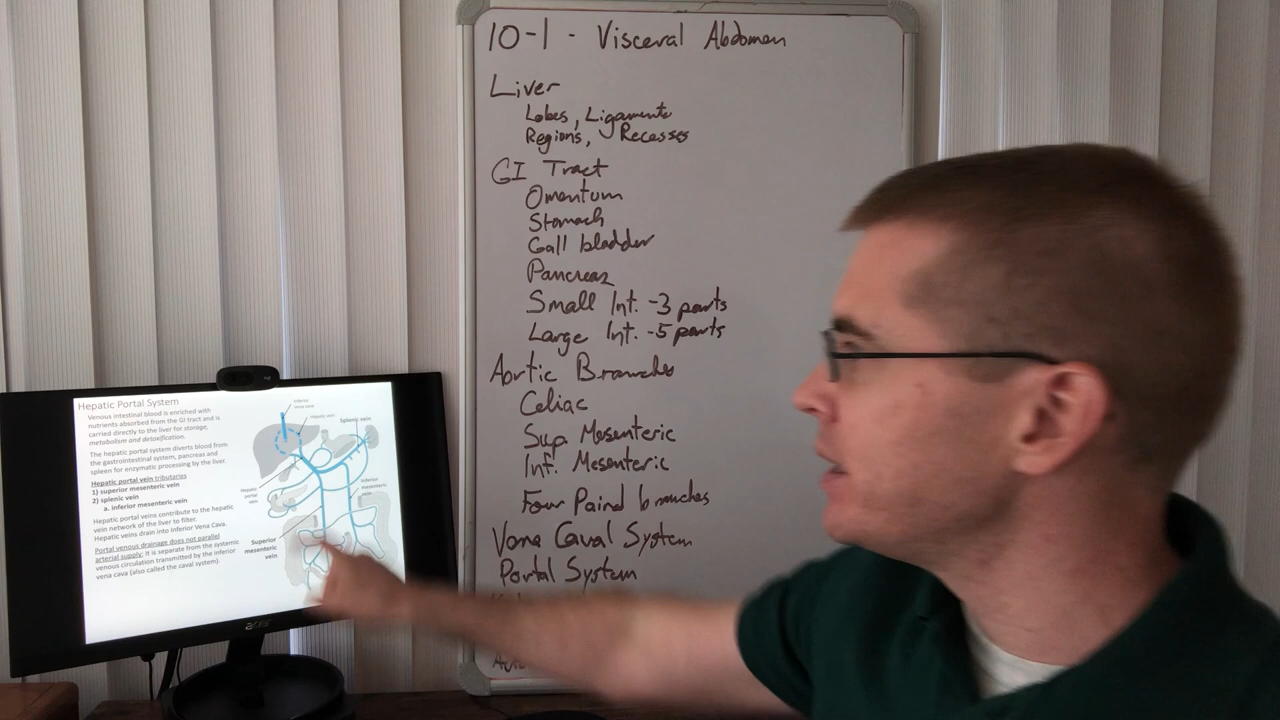 10-1 - Visceral Abdomen
Liver
Lobes, Ligaments
Regions, Recesses
GI Tract
Omentum
Stomach
Gall bladder
Pancreas
Small Int. -3 parts
Large Int. -5 parts
Aortic Branches
Celiac
Sup Mesenteric
Inf. Mesenteric
Four Paired branches
Vena Caval System
Portal System
Hepatic Portal System
Venous intestinal blood is enriched with
nutrients absorbed from the GI tract and is
carried directly to the liver for storage,
metabolism and detoxification.
The hepatic portal system diverts blood from
the gastrointestinal system, pancreas and
spleen for enzymatic processing by the liver.
Hepatic portal vein tributaries
1) superior mesenteric vein
2) splenic vein
a. inferior mesenteric vein
Hepatic portal veins contribute to the hepatic
vein network of the liver to filter.
Hepatic veins drain into Inferior Vena Cava.
Portal venous drainage does not parallel
arterial supply; it is separate from the systemic
venous circulation transmitted by the inferior
vena cava (also called the caval system).
Inferior
vena cava
Hepatic vein
Splenic vein
Hepatic
portal
vein
Inferior
mesenteric
vein
Superior
mesenteric
vein
acer